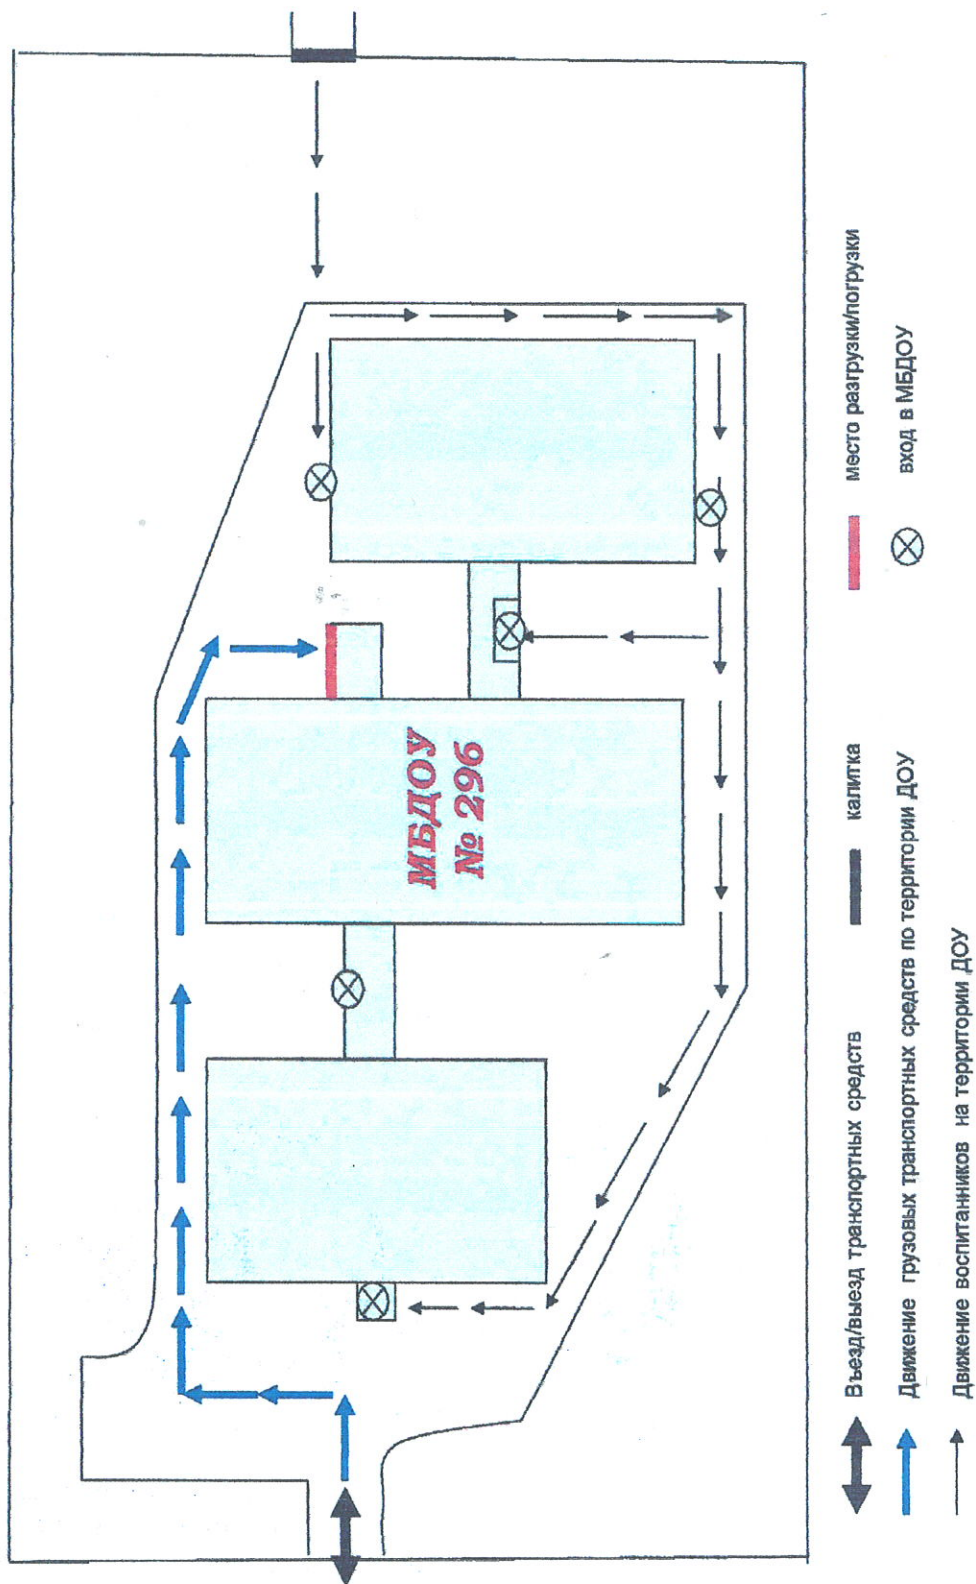 МБДОУ
№ 296
Въезд/выезд транспортных средств
капитка
место разгрузки/погрузки
Движение грузовых транспортных средств по территории ДОУ
вход в МБДОУ
Движение воспитанников на территории ДОУ